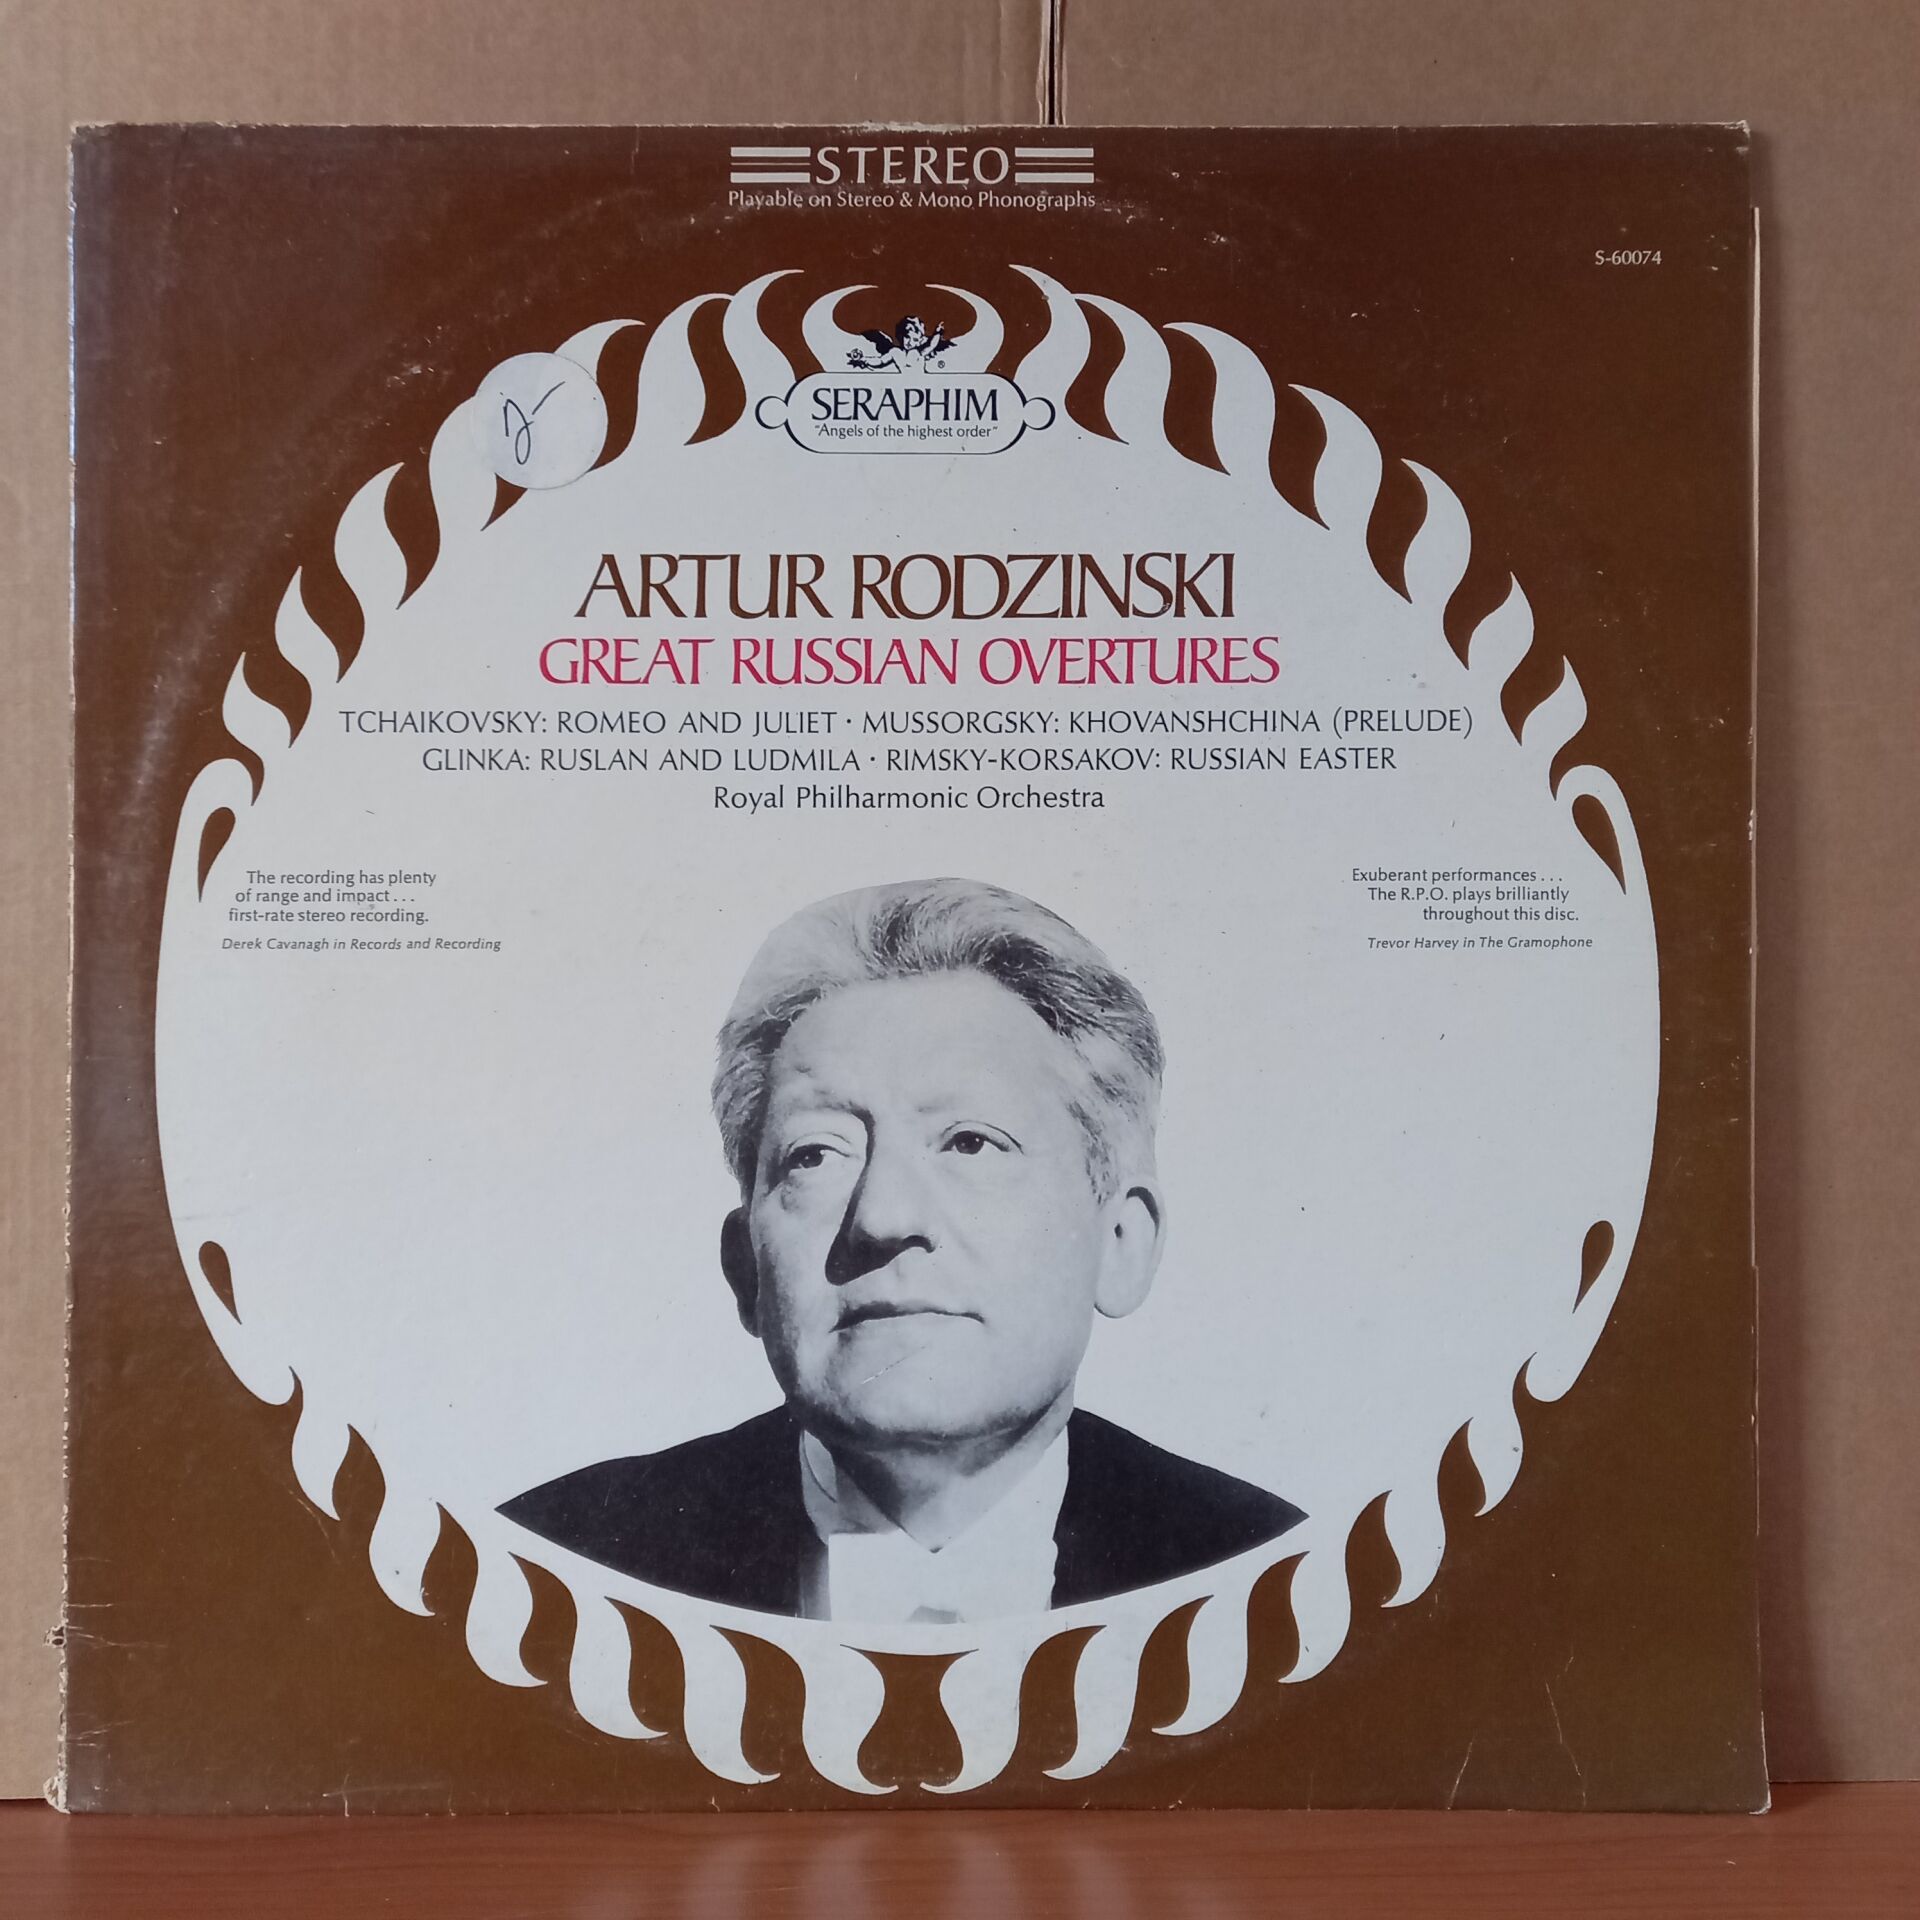 STEREO
Playable on Stereo & Mono Phonographs
S-60074
SERAPHIM
"Angels of the highest order"
ARTUR RODZINSKI
GREAT RUSSIAN OVERTURES
TCHAIKOVSKY: ROMEO AND JULIET · MUSSORGSKY: KHOVANSHCHINA (PRELUDE)
GLINKA: RUSLAN AND LUDMILA · RIMSKY-KORSAKOV: RUSSIAN EASTER
Royal Philharmonic Orchestra
The recording has plenty
of range and impact . . .
first-rate stereo recording.
Derek Cavanagh in Records and Recording
Exuberant performances . . .
The R.P.O. plays brilliantly
throughout this disc.
Trevor Harvey in The Gramophone